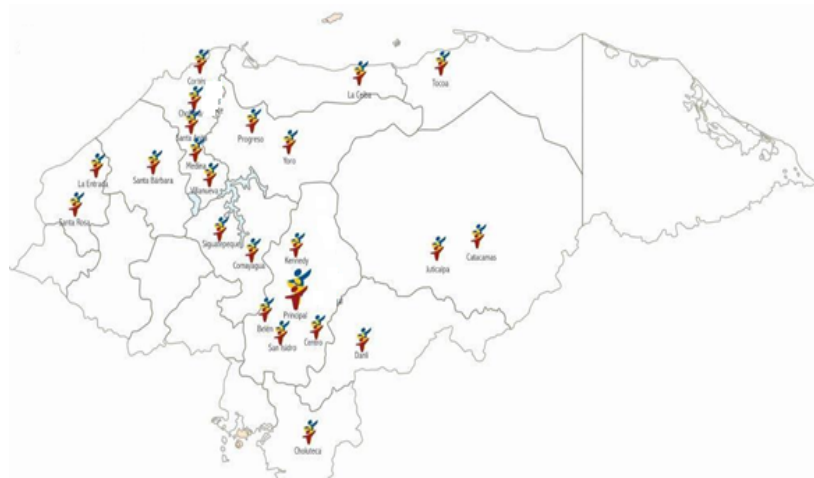 Cortés
La Ceiba
Tocoa
Progreso
Yoro
Medina
La Entrada
Santa Bárbara
Villanueva
Santa Rosa
Siguatepeque
Comayagua
Kennedy
Juticalpa
Catacamas
Principal
Belén
San Isidro
Centro
Danlí
Choluteca